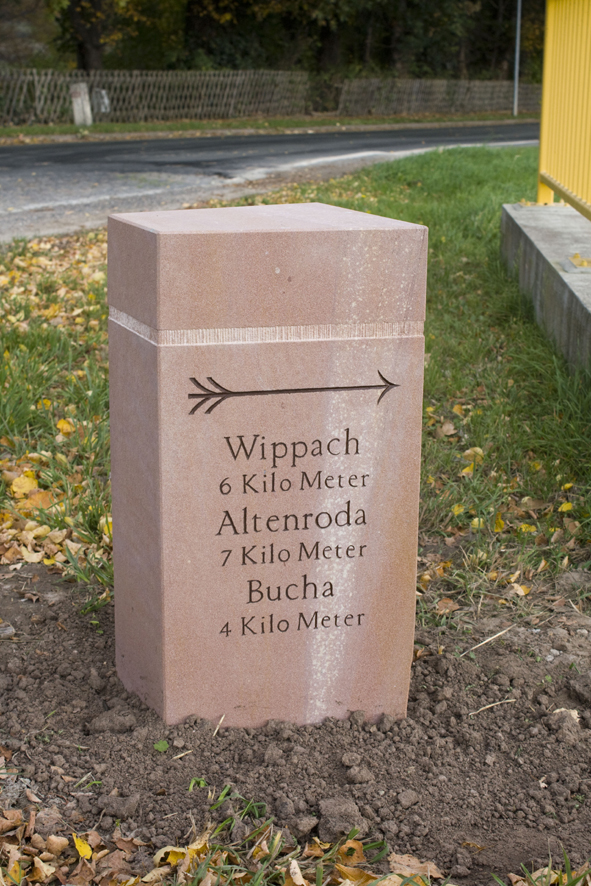 Wippach
6 Kilo Meter
Altenroda
7 Kilo Meter
Bucha
4 Kilo Meter